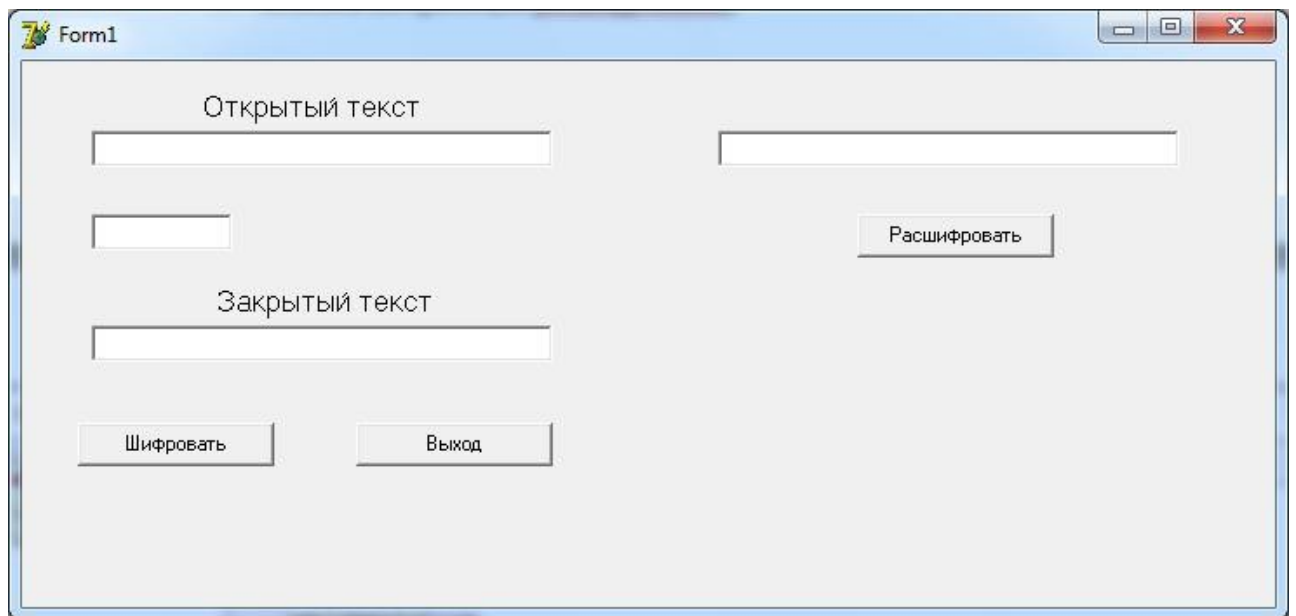 Form1
Открытый текст
Расшифровать
Закрытый текст
Шифровать
Выход